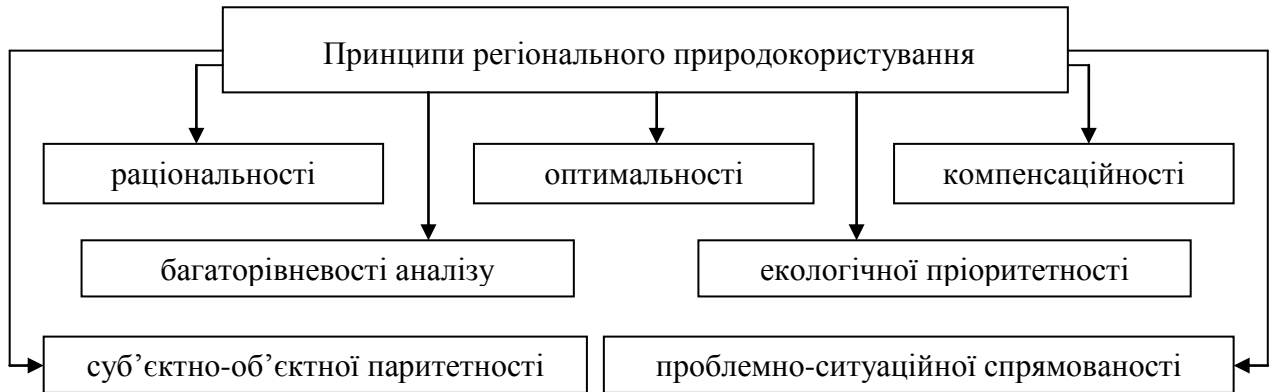 Принципи регіонального природокористування
раціональності
оптимальності
компенсаційності
багаторівневості аналізу
екологічної пріоритетності
суб’єктно-об’єктної паритетності
проблемно-ситуаційної спрямованості